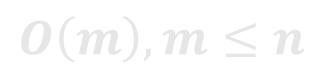 O(m), m ≤ n